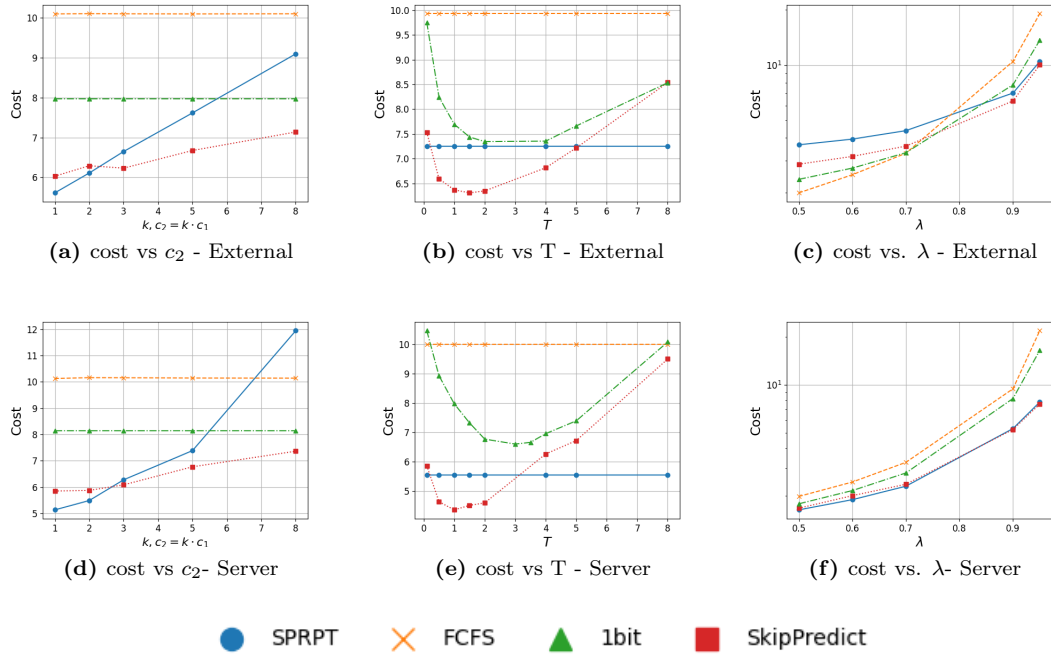 10
9
8
7
6
Cost
1 2 3 4 5 6 7 8
k, c₂ = k · c₁
(a) cost vs c₂ - External
10.0
9.5
9.0
8.5
8.0
7.5
7.0
6.5
Cost
0 1 2 3 4 5 6 7 8
T
(b) cost vs T - External
10¹
Cost
0.5 0.6 0.7 0.8 0.9
λ
(c) cost vs. λ - External
12
11
10
9
8
7
6
5
Cost
1 2 3 4 5 6 7 8
k, c₂ = k · c₁
(d) cost vs c₂- Server
10
9
8
7
6
5
Cost
0 1 2 3 4 5 6 7 8
T
(e) cost vs T - Server
10¹
Cost
0.5 0.6 0.7 0.8 0.9
λ
(f) cost vs. λ- Server
SPRPT FCFS 1bit SkipPredict